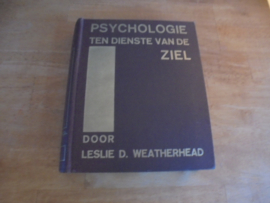 PSYCHOLOGIE
TEN DIENSTE VAN DE
ZIEL
DOOR
LESLIE D. WEATHERHEAD